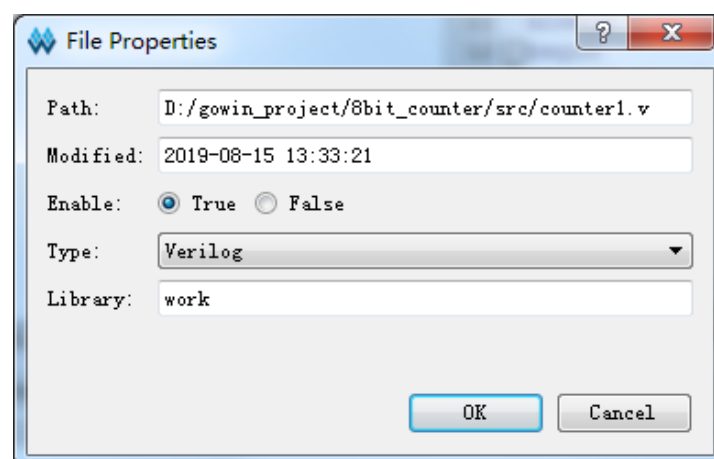 File Properties
Path: D:/gowin_project/8bit_counter/src/counter1.v
Modified: 2019-08-15 13:33:21
Enable: True False
Type: Verilog
Library: work
OK Cancel